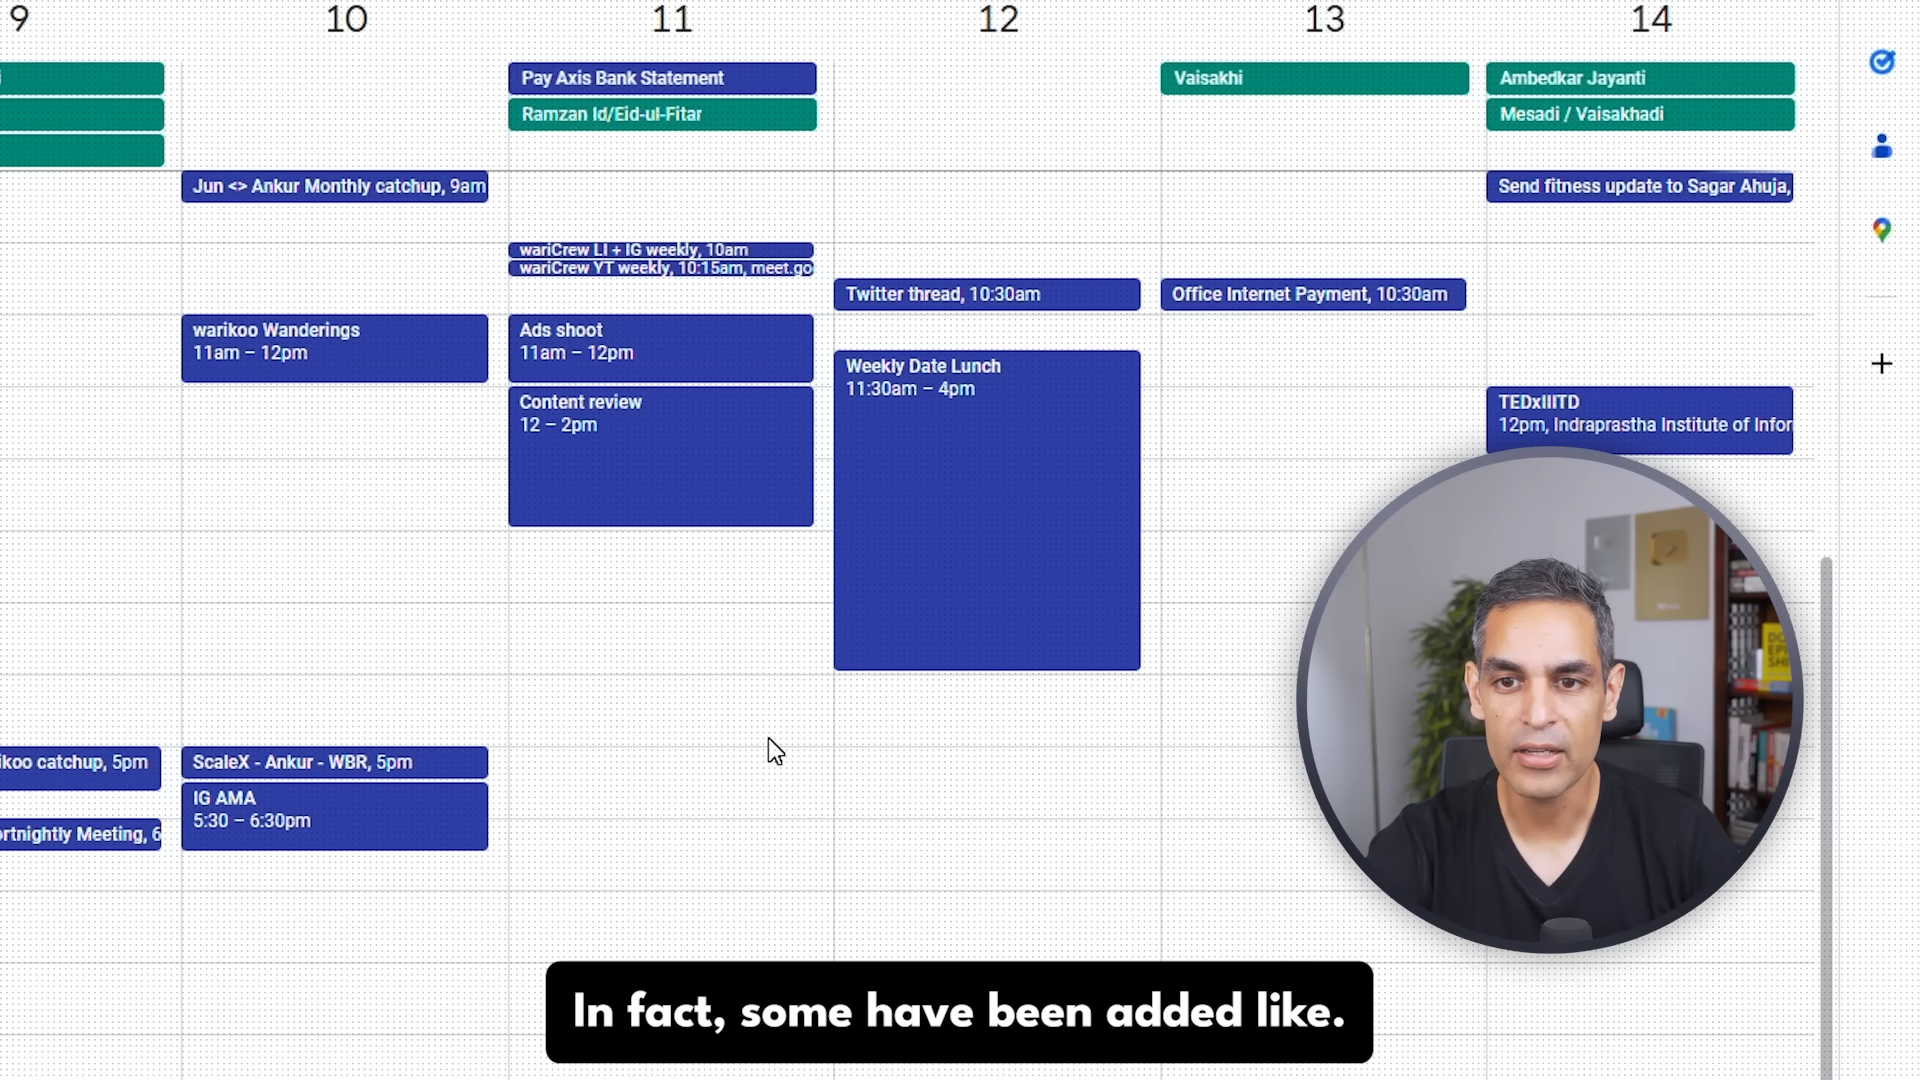 9
10
11
12
13
14
Pay Axis Bank Statement
Ramzan Id/Eid-ul-Fitar
Vaisakhi
Ambedkar Jayanti
Mesadi / Vaisakhadi
Jun <> Ankur Monthly catchup, 9am
Send fitness update to Sagar Ahuja,
wariCrew LI + IG weekly, 10am
wariCrew YT weekly, 10:15am, meet.go
Twitter thread, 10:30am
Office Internet Payment, 10:30am
warikoo Wanderings
11am – 12pm
Ads shoot
11am – 12pm
Content review
12 – 2pm
Weekly Date Lunch
11:30am – 4pm
TEDxIIITD
12pm, Indraprastha Institute of Infor
ikoo catchup, 5pm
ortnightly Meeting, 6
ScaleX - Ankur - WBR, 5pm
IG AMA
5:30 – 6:30pm
In fact, some have been added like.